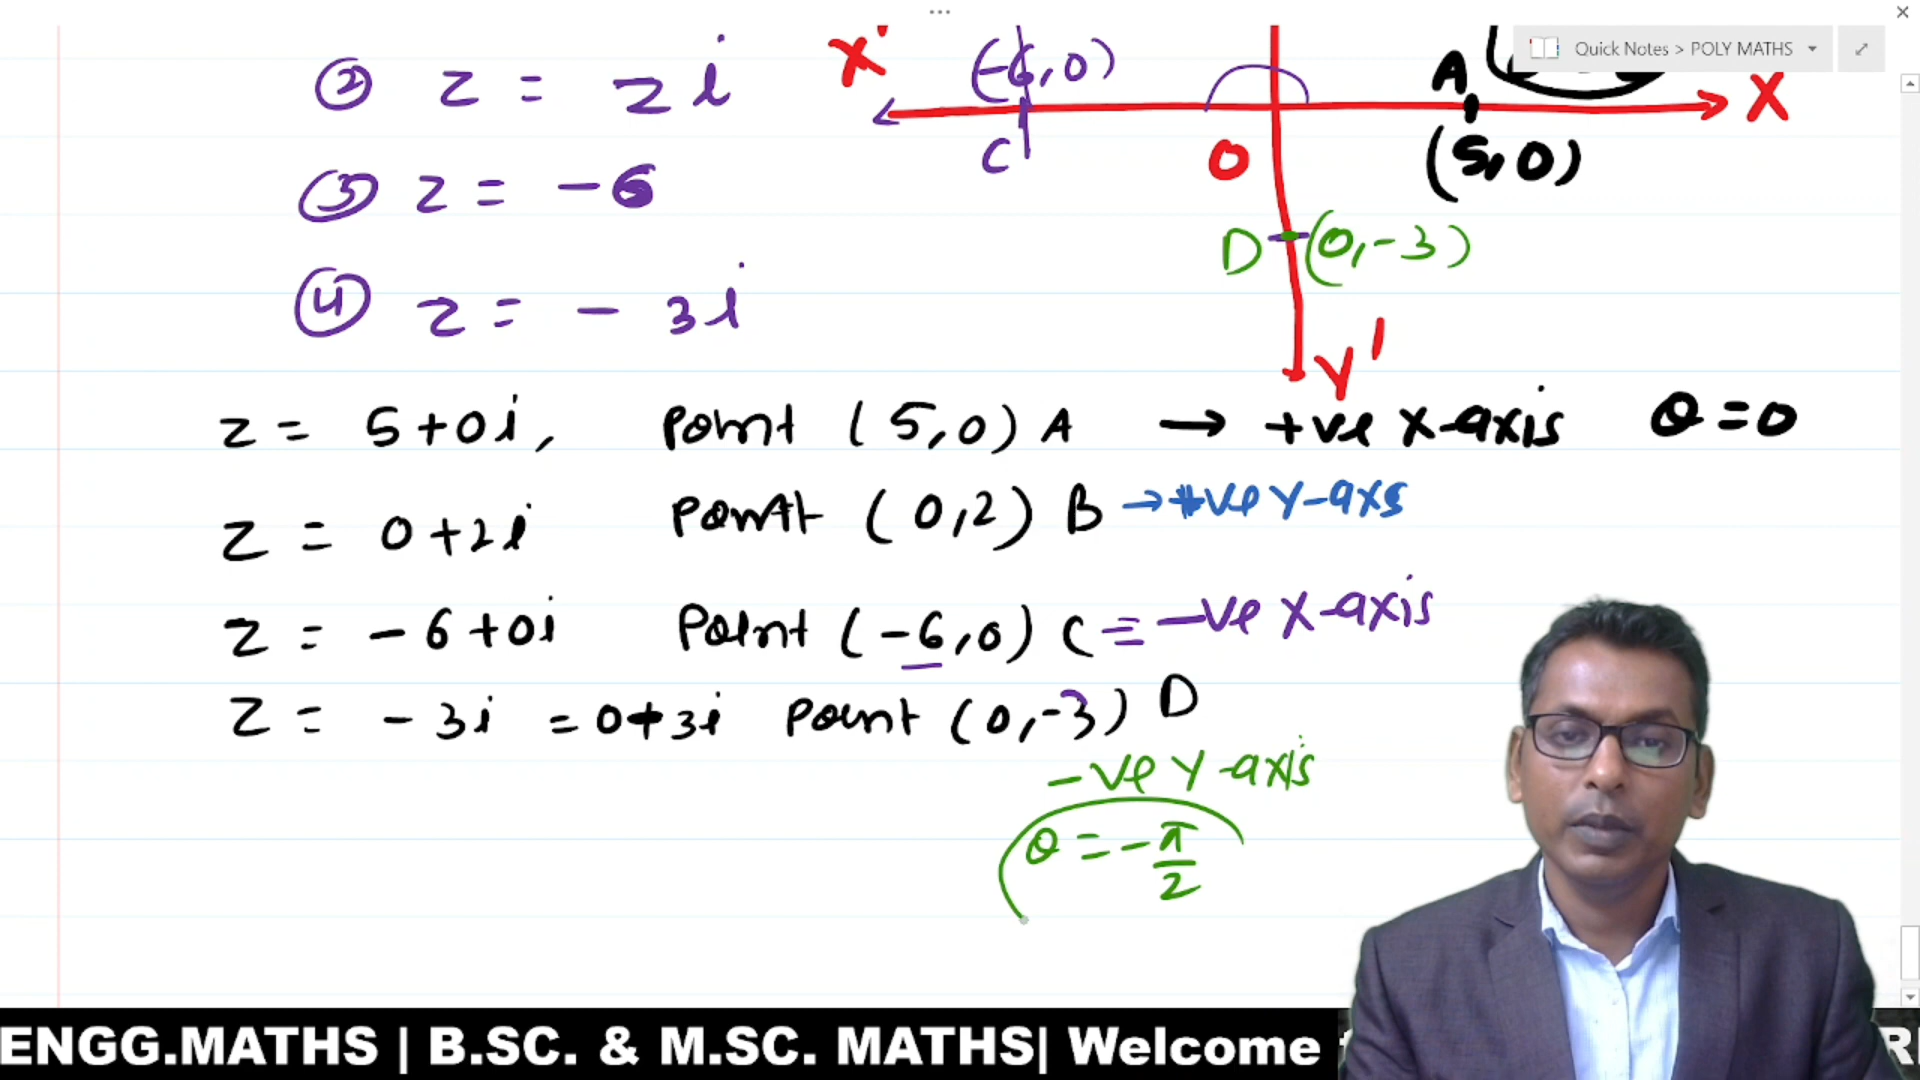 Quick Notes > POLY MATHS
② z = 2i
X' (-6,0) A X
C O (5,0)
③ z = -6
D (0,-3)
④ z = -3i
Y'
z = 5+0i, Point (5,0) A → +ve X-axis θ=0
z = 0+2i Point (0,2) B → +ve Y-axs
z = -6+0i Point (-6,0) C = -ve X-axis
z = -3i = 0+3i Point (0,-3) D
-ve Y-axis
θ = -π/2
ENGG.MATHS | B.SC. & M.SC. MATHS| Welcome